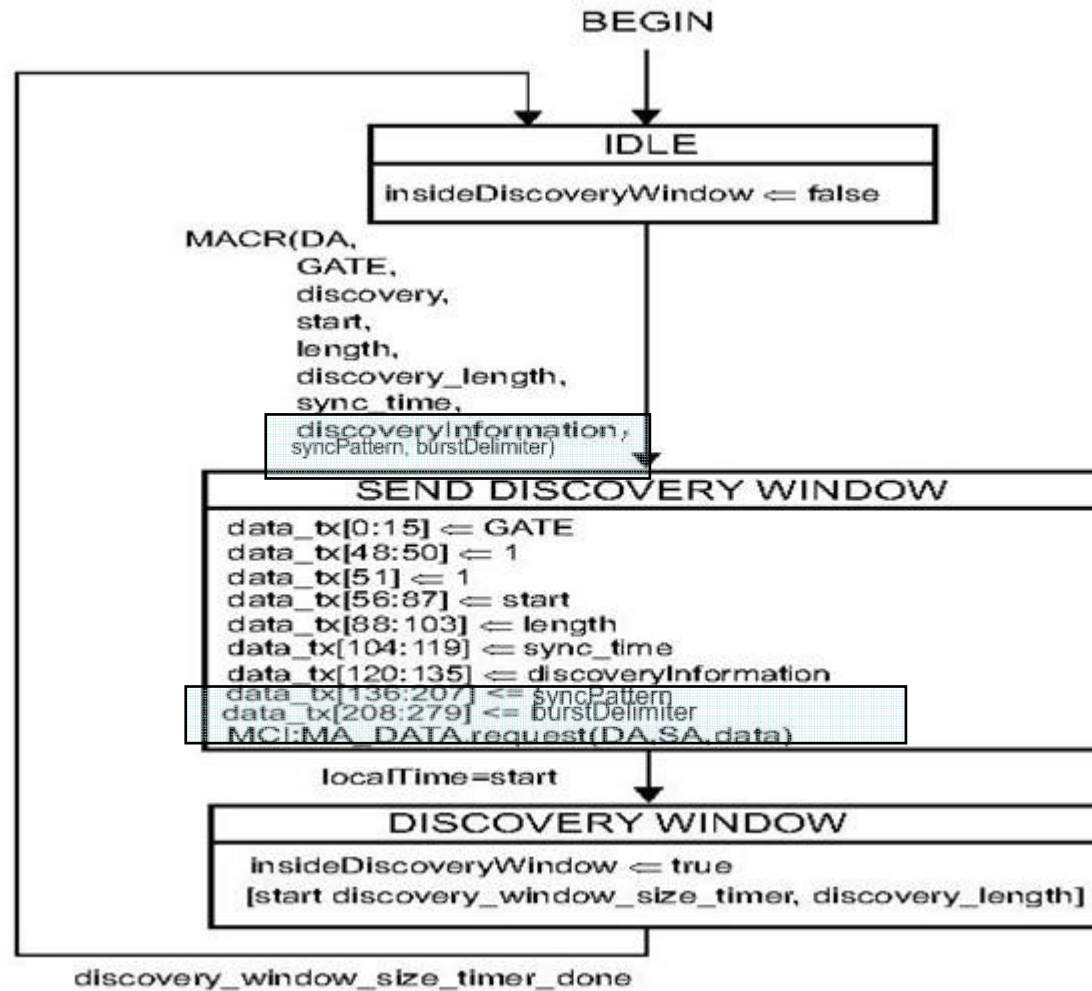 BEGIN
IDLE
insideDiscoveryWindow ⇐ false
MACR(DA,
GATE,
discovery,
start,
length,
discovery_length,
sync_time,
discoveryInformation,
syncPattern, burstDelimiter)
SEND DISCOVERY WINDOW
data_tx[0:15] ⇐ GATE
data_tx[48:50] ⇐ 1
data_tx[51] ⇐ 1
data_tx[56:87] ⇐ start
data_tx[88:103] ⇐ length
data_tx[104:119] ⇐ sync_time
data_tx[120:135] ⇐ discoveryInformation
data_tx[136:207] <= syncPattern
data_tx[208:279] <= burstDelimiter
MCI:MA_DATA.request(DA,SA,data)
localTime=start
DISCOVERY WINDOW
insideDiscoveryWindow ⇐ true
[start discovery_window_size_timer, discovery_length]
discovery_window_size_timer_done